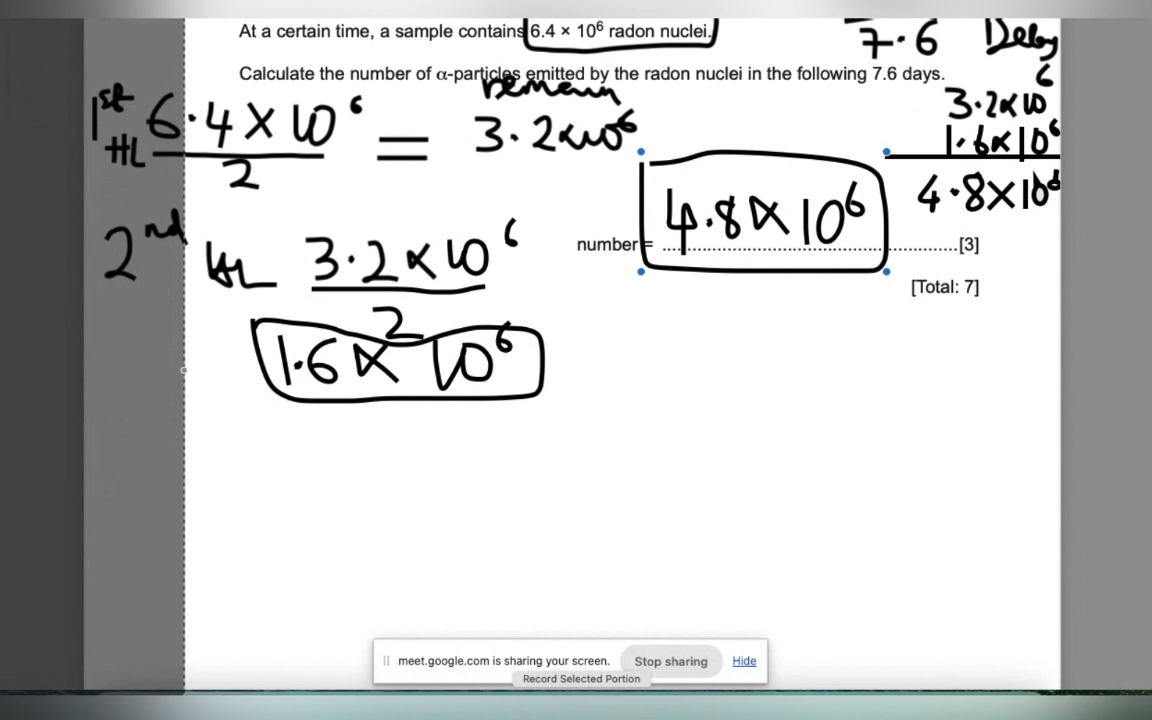 At a certain time, a sample contains 6.4 × 10⁶ radon nuclei.
7.6
Calculate the number of α-particles emitted by the radon nuclei in the following 7.6 days.
remain
1st HL 6.4 × 10⁶ / 2 = 3.2×10⁶
3.2×10⁶
1.6×10⁶
4.8×10⁶
number = 4.8 × 10⁶ [3]
2nd HL 3.2 × 10⁶ / 2
[Total: 7]
1.6 × 10⁶
meet.google.com is sharing your screen. Stop sharing Hide
Record Selected Portion